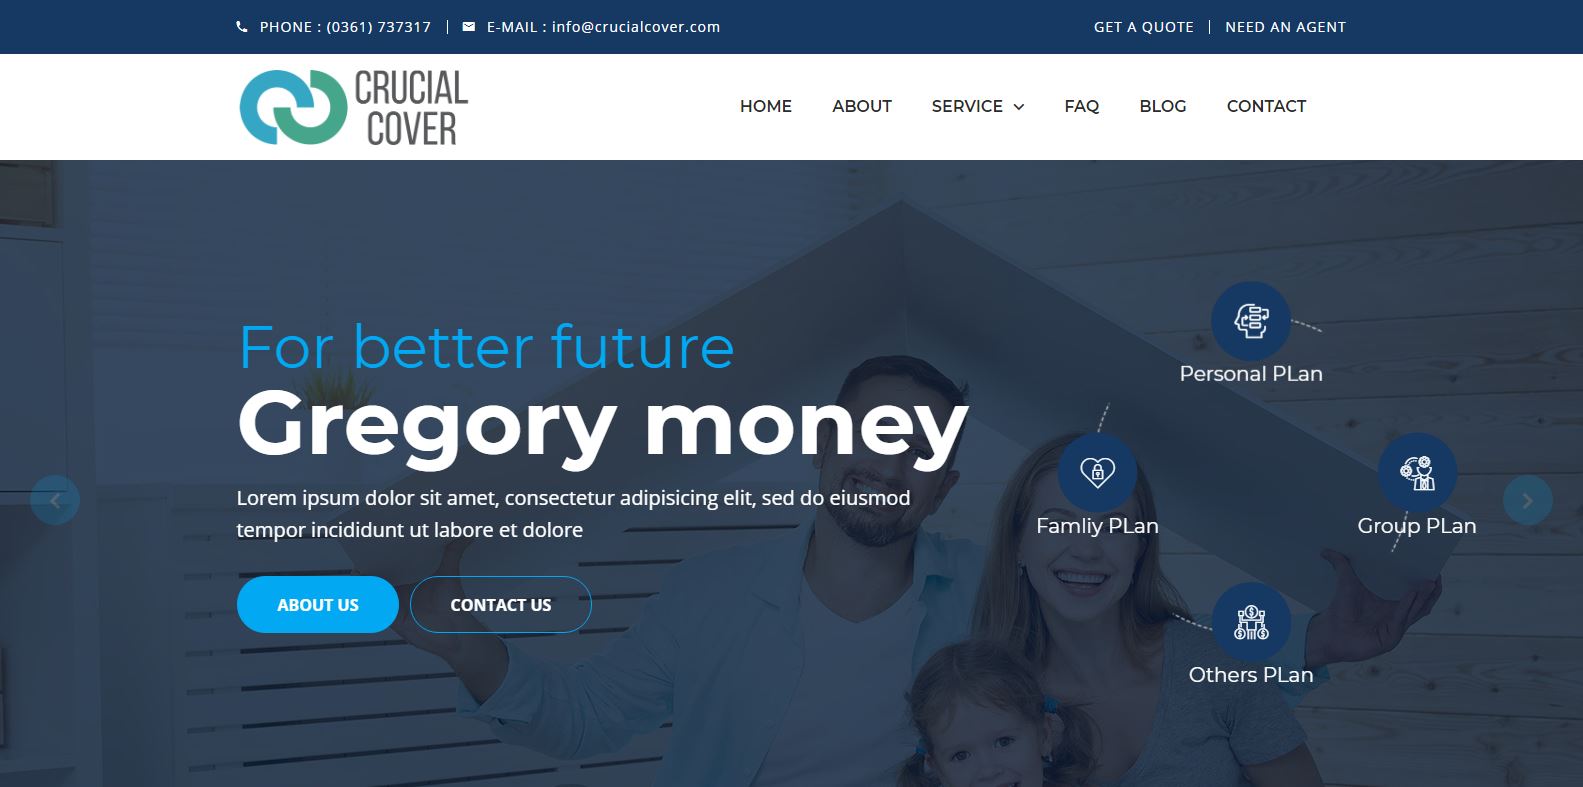 PHONE : (0361) 737317
E-MAIL : info@crucialcover.com
GET A QUOTE
NEED AN AGENT
CRUCIAL
COVER
HOME
ABOUT
SERVICE
FAQ
BLOG
CONTACT
For better future
Gregory money
Lorem ipsum dolor sit amet, consectetur adipisicing elit, sed do eiusmod
tempor incididunt ut labore et dolore
ABOUT US
CONTACT US
Personal PLan
Famliy PLan
Group PLan
Others PLan